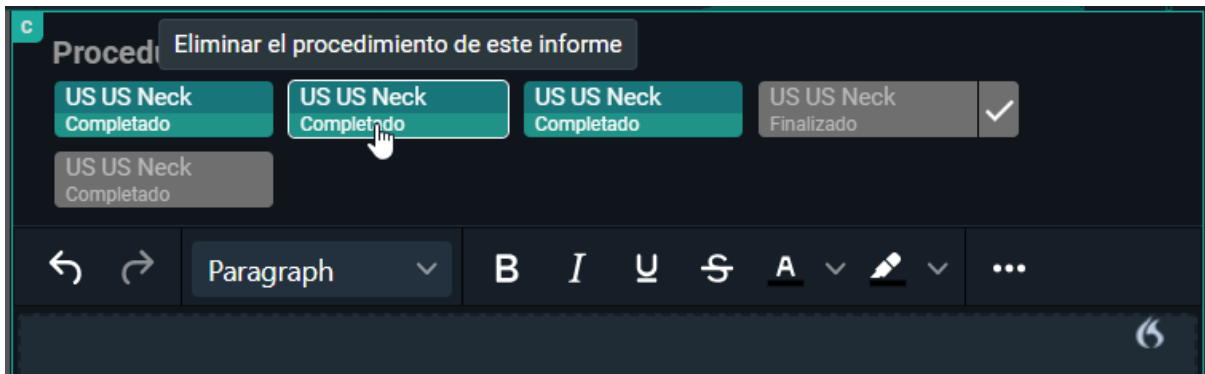 C
Eliminar el procedimiento de este informe
US US Neck
Completado
US US Neck
Completado
US US Neck
Completado
US US Neck
Finalizado
US US Neck
Completado
Paragraph
B I U S A